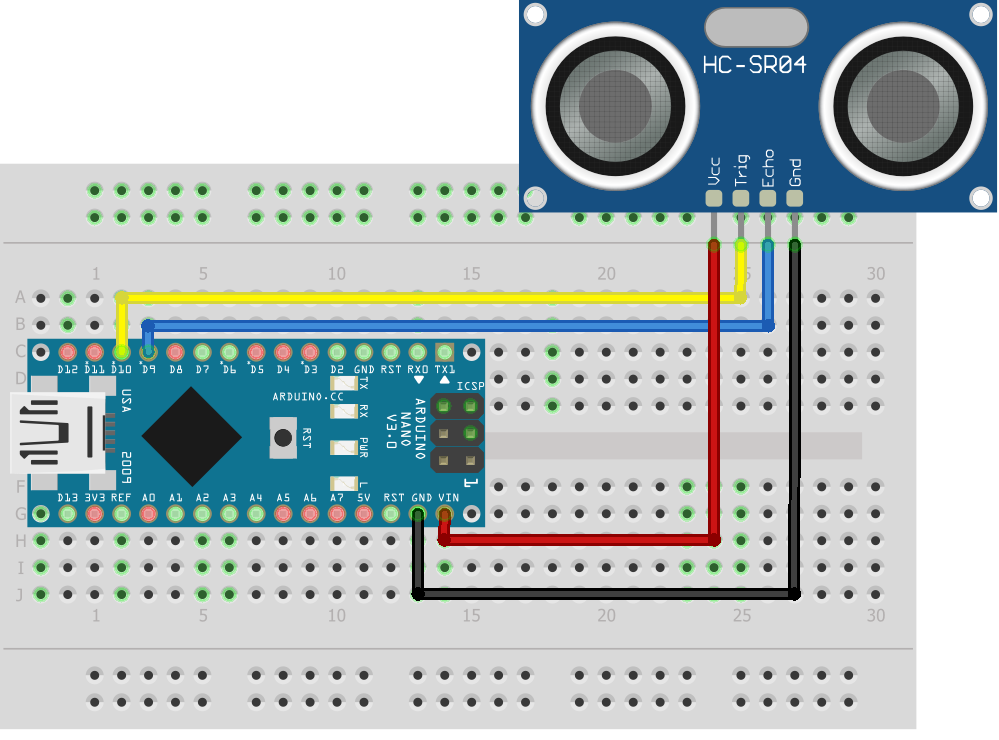 HC-SR04
Vcc Trig Echo Gnd
1 5 10 15 20 25 30
A
B
C
D12 D11 D10 D9 D8 D7 D6 D5 D4 D3 D2 GND RST RX0 TX1
D
ICSP
USA
ARDUINO.CC
TX
RX
RST
PWR
L
ARDUINO
NANO
V3.0
2009
1
F
D13 3V3 REF A0 A1 A2 A3 A4 A5 A6 A7 5V RST GND VIN
G
H
I
J
1 5 10 15 20 25 30